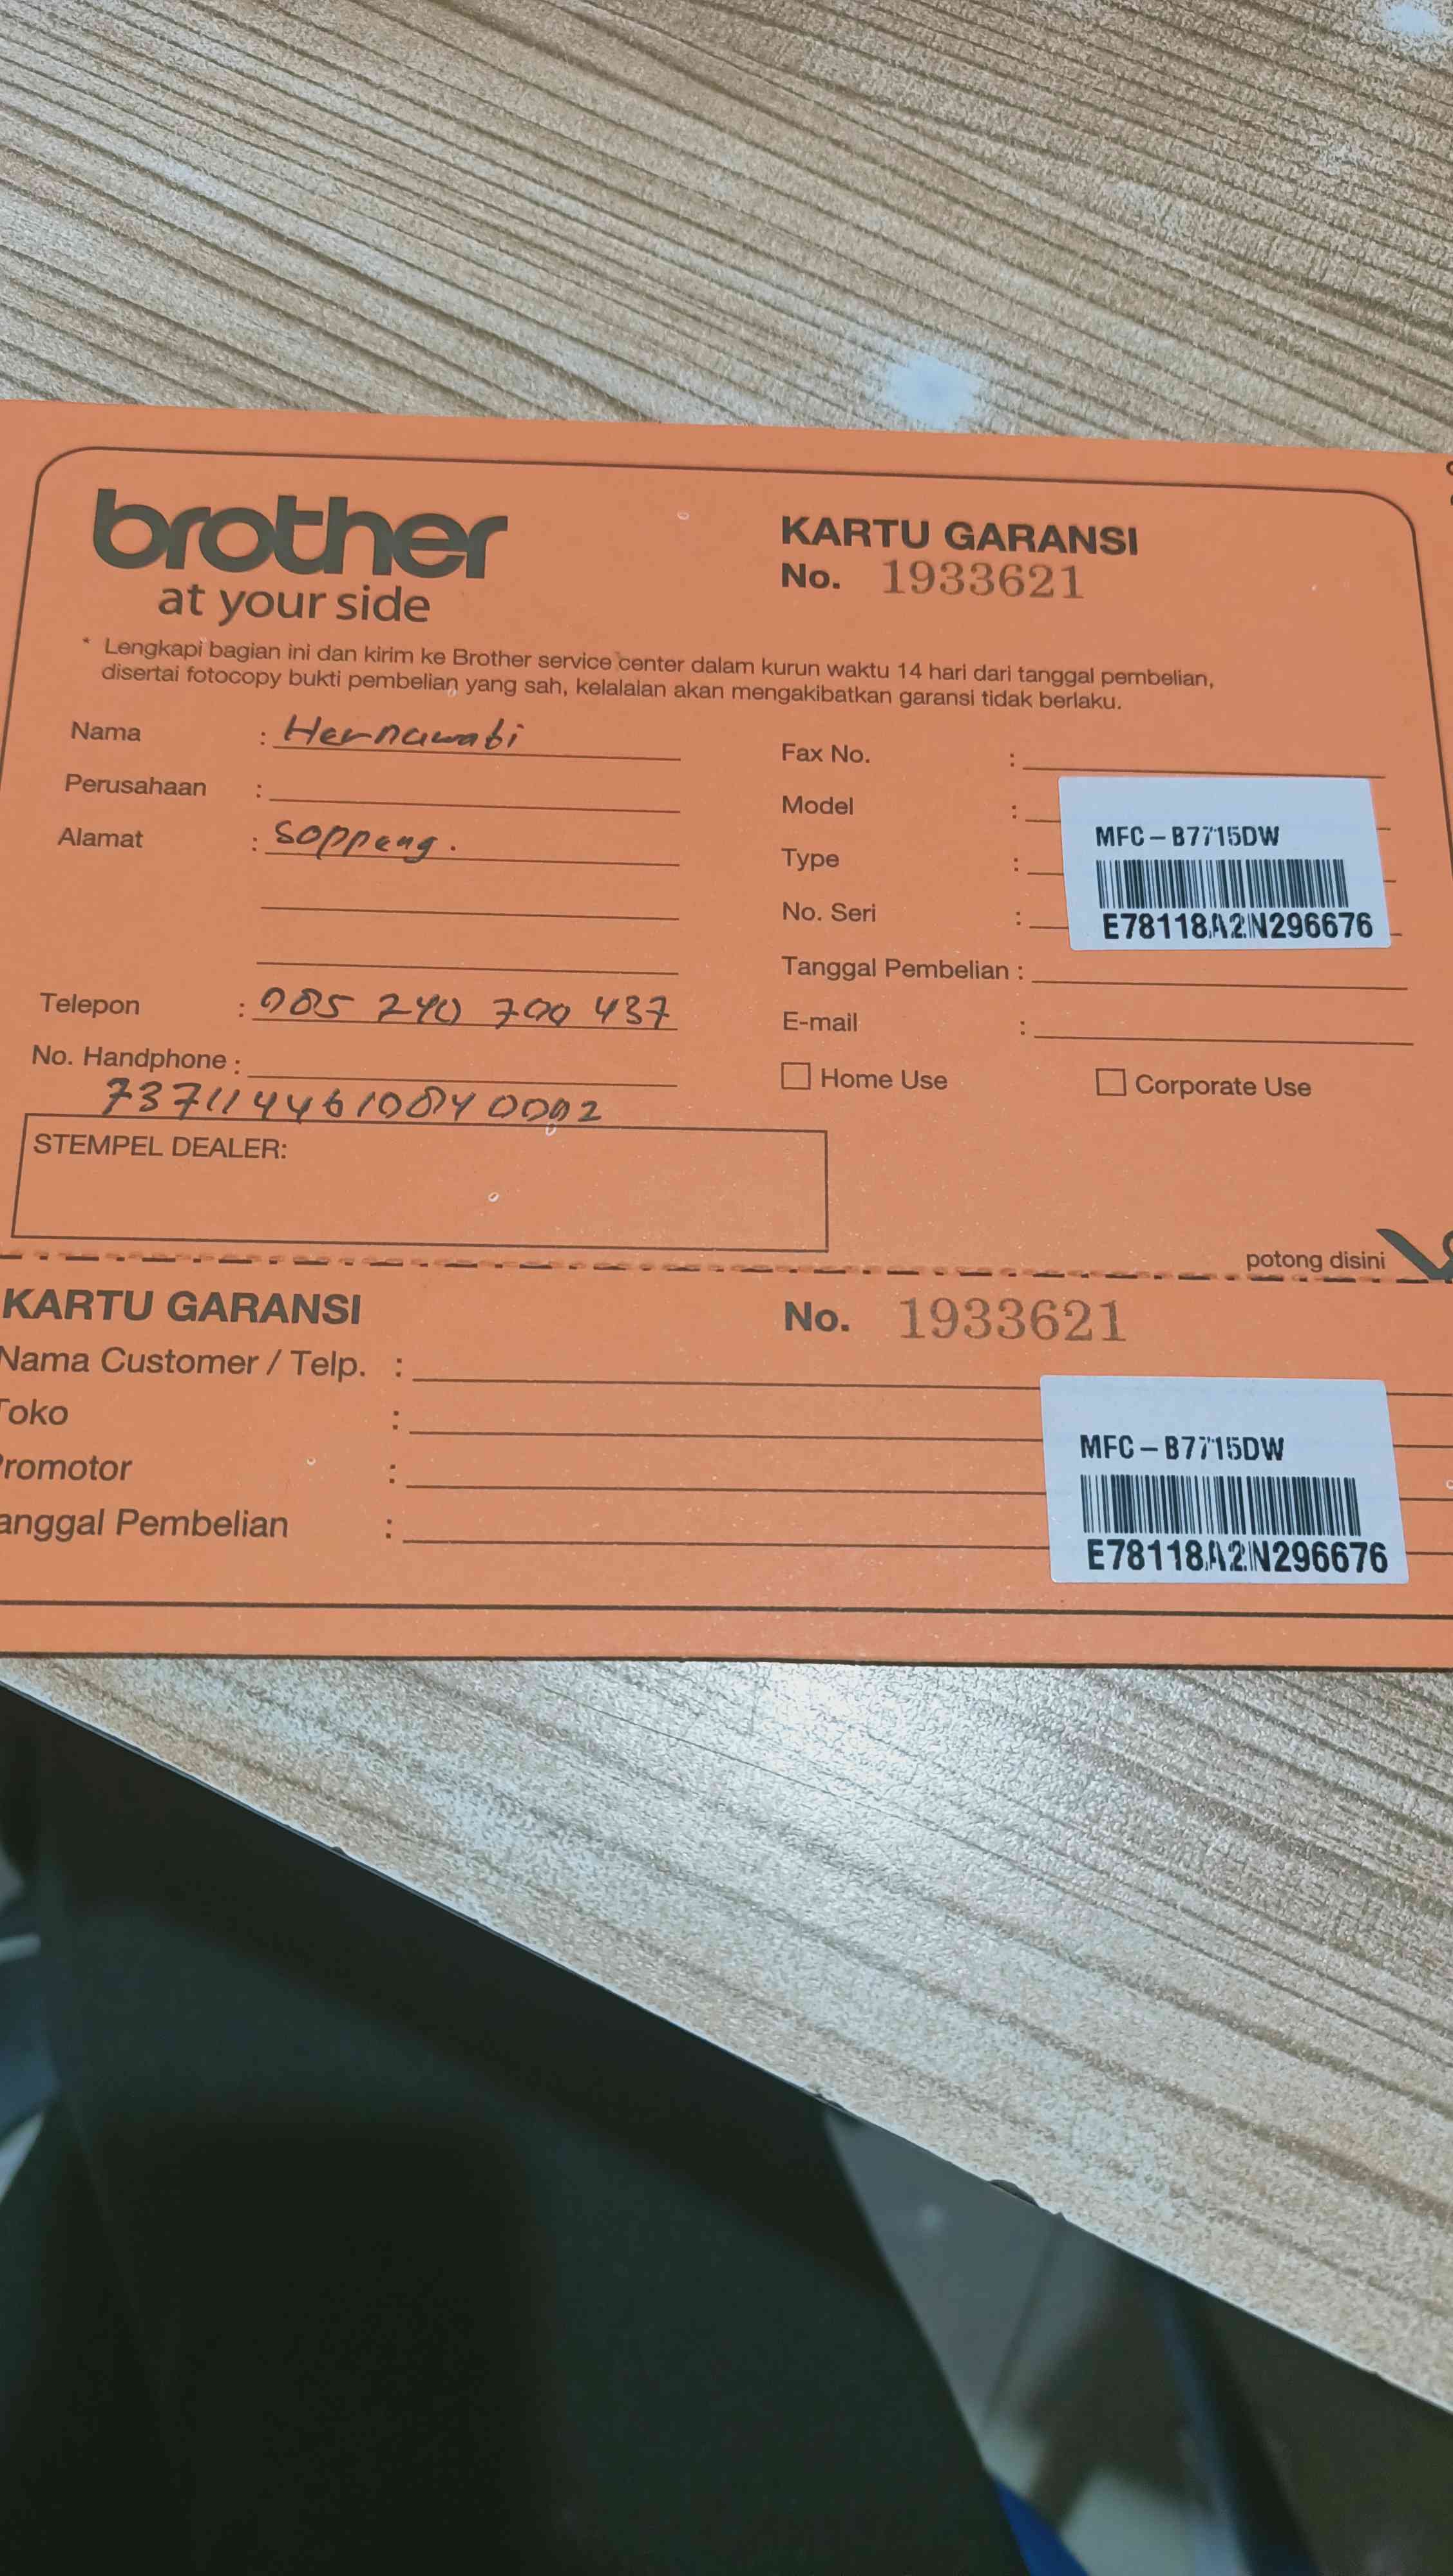 brother
at your side
KARTU GARANSI
No. 1933621
* Lengkapi bagian ini dan kirim ke Brother service center dalam kurun waktu 14 hari dari tanggal pembelian,
disertai fotocopy bukti pembelian yang sah, kelalaian akan mengakibatkan garansi tidak berlaku.
Nama : Hernawati
Perusahaan :
Alamat : Soppeng.
Telepon : 085 240 700 437
No. Handphone :
7371144610840002
STEMPEL DEALER:
Fax No. :
Model :
Type :
No. Seri :
MFC-B7715DW
E78118A2N296676
Tanggal Pembelian :
E-mail :
Home Use
Corporate Use
potong disini
KARTU GARANSI
No. 1933621
Nama Customer / Telp. :
Toko :
Promotor :
anggal Pembelian :
MFC-B7715DW
E78118A2N296676